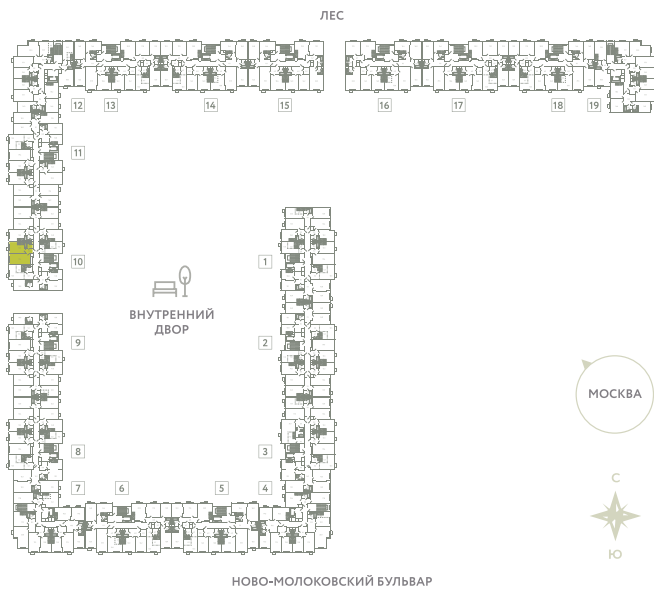 ЛЕС
12 13 14 15 16 17 18 19
11
10 1
ВНУТРЕННИЙ
ДВОР
9 2
МОСКВА
8 3
7 6 5 4
С
Ю
НОВО-МОЛОКОВСКИЙ БУЛЬВАР